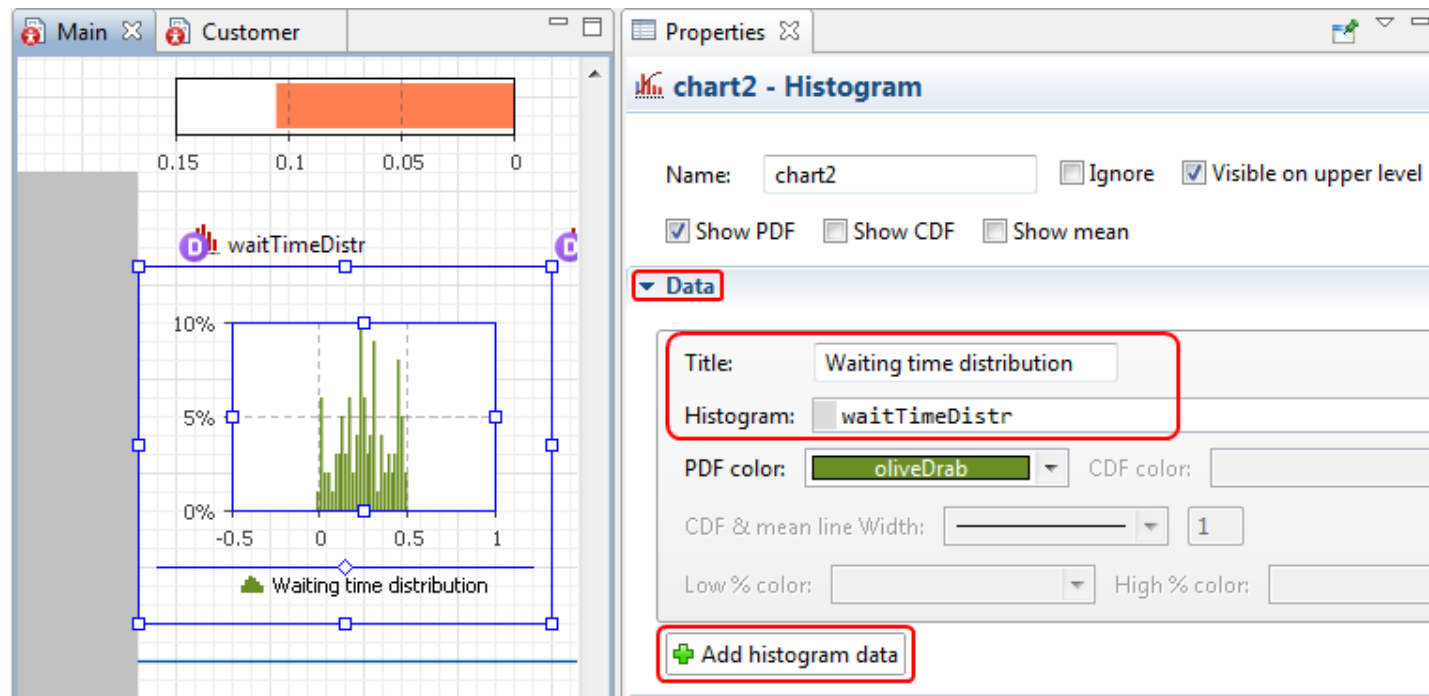 Main
Customer
0.15 0.1 0.05 0
D waitTimeDistr
10%
5%
0%
-0.5 0 0.5 1
Waiting time distribution
Properties
chart2 - Histogram
Name: chart2 Ignore Visible on upper level
Show PDF Show CDF Show mean
Data
Title: Waiting time distribution
Histogram: waitTimeDistr
PDF color: oliveDrab CDF color:
CDF & mean line Width: 1
Low % color: High % color:
Add histogram data